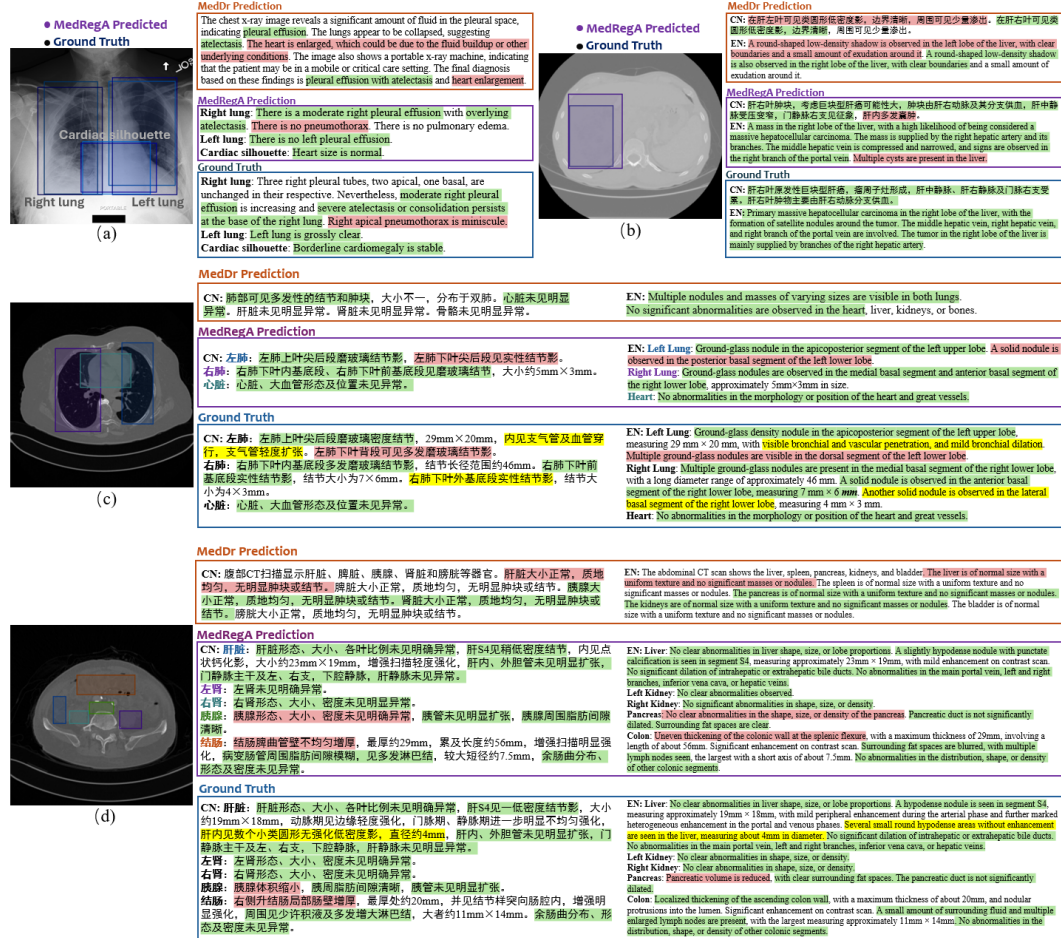 MedRegA Predicted
Ground Truth
Cardiac silhouette
Right lung
Left lung
(a)
MedDr Prediction
The chest x-ray image reveals a significant amount of fluid in the pleural space,
indicating pleural effusion. The lungs appear to be collapsed, suggesting
atelectasis. The heart is enlarged, which could be due to the fluid buildup or other
underlying conditions. The image also shows a portable x-ray machine, indicating
that the patient may be in a mobile or critical care setting. The final diagnosis
based on these findings is pleural effusion with atelectasis and heart enlargement.
MedRegA Prediction
Right lung: There is a moderate right pleural effusion with overlying
atelectasis. There is no pneumothorax. There is no pulmonary edema.
Left lung: There is no left pleural effusion.
Cardiac silhouette: Heart size is normal.
Ground Truth
Right lung: Three right pleural tubes, two apical, one basal, are
unchanged in their respective. Nevertheless, moderate right pleural
effusion is increasing and severe atelectasis or consolidation persists
at the base of the right lung. Right apical pneumothorax is miniscule.
Left lung: Left lung is grossly clear.
Cardiac silhouette: Borderline cardiomegaly is stable.
MedRegA Predicted
Ground Truth
(b)
MedDr
CN: 在肝左叶可见类圆形低密度影，边界清晰，周围可见少量渗出。在肝右叶可见类
圆形低密度影，边界清晰，周围可见少量渗出。
EN: A round-shaped low-density shadow is observed in the left lobe of the liver, with clear
boundaries and a small amount of exudation around it. A round-shaped low-density shadow
is also observed in the right lobe of the liver, with clear boundaries and a small amount of
exudation around it.
MedRegA Prediction
CN: 肝右叶肿块，考虑巨块型肝癌可能性大，肿块由右肝动脉及其分支供血，肝中静
脉受压变窄，门静脉右支见征象，肝内多发囊肿。
EN: A mass in the right lobe of the liver, with a high likelihood of being considered a
massive hepatocellular carcinoma. The mass is supplied by the right hepatic artery and its
branches. The middle hepatic vein is compressed and narrowed, and signs are observed in
the right branch of the portal vein. Multiple cysts are present in the liver.
Ground Truth
CN: 肝右叶原发性巨块型肝癌，瘤周子灶形成，肝中静脉、肝右静脉及门脉右支受
累。肝右叶肿物主要由肝右动脉分支供血。
EN: Primary massive hepatocellular carcinoma in the right lobe of the liver, with the
formation of satellite nodules around the tumor. The middle hepatic vein, right hepatic vein,
and right branch of the portal vein are involved. The tumor in the right lobe of the liver is
mainly supplied by branches of the right hepatic artery.
(c)
MedDr Prediction
CN: 肺部可见多发性的结节和肿块，大小不一，分布于双肺。心脏未见明显
异常。肝脏未见明显异常。肾脏未见明显异常。骨骼未见明显异常。
EN: Multiple nodules and masses of varying sizes are visible in both lungs.
No significant abnormalities are observed in the heart, liver, kidneys, or bones.
MedRegA Prediction
CN: 左肺：左肺上叶尖后段磨玻璃结节影，左肺下叶背后段见实性结节影。
右肺：右肺下叶内基底段、右肺下叶前基底段见磨玻璃结节，大小约5mm×3mm。
心脏：心脏、大血管形态及位置未见异常。
EN: Left Lung: Ground-glass nodule in the apicoposterior segment of the left upper lobe. A solid nodule is
observed in the posterior basal segment of the left lower lobe.
Right Lung: Ground-glass nodules are observed in the medial basal segment and anterior basal segment of
the right lower lobe, approximately 5mm×3mm in size.
Heart: No abnormalities in the morphology or position of the heart and great vessels.
Ground Truth
CN: 左肺：左肺上叶尖后段磨玻璃密度结节，29mm×20mm，内见支气管及血管穿
行，支气管轻度扩张。左肺下叶背段可见多发磨玻璃结节影。
右肺：右肺下叶内基底段多发磨玻璃结节影，结节长径范围约46mm。右肺下叶前
基底段实性结节影，结节大小为7×6mm。右肺下叶外基底段实性结节影，结节大
小为4×3mm。
心脏：心脏、大血管形态及位置未见异常。
EN: Left Lung: Ground-glass density nodule in the apicoposterior segment of the left upper lobe,
measuring 29 mm × 20 mm, with visible bronchial and vascular penetration, and mild bronchial dilation.
Multiple ground-glass nodules are visible in the dorsal segment of the left lower lobe.
Right Lung: Multiple ground-glass nodules are present in the medial basal segment of the right lower lobe,
with a long diameter range of approximately 46 mm. A solid nodule is observed in the anterior basal
segment of the right lower lobe, measuring 7 mm × 6 mm. Another solid nodule is observed in the lateral
basal segment of the right lower lobe, measuring 4 mm × 3 mm.
Heart: No abnormalities in the morphology or position of the heart and great vessels.
(d)
MedDr Prediction
CN: 腹部CT扫描显示肝脏、脾脏、胰腺、肾脏和膀胱等器官。肝脏大小正常，质地
均匀，无明显肿块或结节。脾脏大小正常，质地均匀，无明显肿块或结节。胰腺大
小正常，质地均匀，无明显肿块或结节。肾脏大小正常，质地均匀，无明显肿块或
结节。膀胱大小正常，质地均匀，无明显肿块或结节。
EN: The abdominal CT scan shows the liver, spleen, pancreas, kidneys, and bladder. The liver is of normal size with a
uniform texture and no significant masses or nodules. The spleen is of normal size with a uniform texture and no
significant masses or nodules. The pancreas is of normal size with a uniform texture and no significant masses or nodules.
The kidneys are of normal size with a uniform texture and no significant masses or nodules. The bladder is of normal
size with a uniform texture and no significant masses or nodules.
MedRegA Prediction
CN: 肝脏：肝脏形态、大小、各叶比例未见明确异常，肝S4见稍低密度结节，内见点
状钙化影，大小约23mm×19mm，增强扫描轻度强化，肝内、外胆管未见明显扩张，
门静脉主干及左、右支，下腔静脉，肝静脉未见异常。
左肾：左肾未见明确异常。
右肾：右肾形态、大小、密度未见异常。
胰腺：胰腺形态、大小、密度未见明确异常，胰管未见明显扩张，胰腺周围脂肪间隙
清晰。
结肠：结肠脾曲管壁不均匀增厚，最厚约29mm，累及长度约56mm，增强扫描明显强
化，病变肠管周围脂肪间隙模糊，见多发淋巴结，较大短径约7.5mm，余肠曲分布、
形态及密度未见异常。
EN: Liver: No clear abnormalities in liver shape, size, or lobe proportions. A slightly hypodense nodule with punctate
calcification is seen in segment S4, measuring approximately 23mm × 19mm, with mild enhancement on contrast scan.
No significant dilation of intrahepatic or extrahepatic bile ducts. No abnormalities in the main portal vein, left and right
branches, inferior vena cava, or hepatic veins.
Left Kidney: No clear abnormalities observed.
Right Kidney: No significant abnormalities in shape, size, or density.
Pancreas: No clear abnormalities in the shape, size, or density of the pancreas. Pancreatic duct is not significantly
dilated. Surrounding fat spaces are clear.
Colon: Uneven thickening of the colonic wall at the splenic flexure, with a maximum thickness of 29mm, involving a
length of about 56mm. Significant enhancement on contrast scan. Surrounding fat spaces are blurred, with multiple
lymph nodes seen, the largest with a short axis of about 7.5mm. No abnormalities in the distribution, shape, or density
of other colonic segments.
Ground Truth
CN: 肝脏：肝脏形态、大小、各叶比例未见明确异常，肝S4见一低密度结节影，大小
约19mm×18mm，动脉期见边缘轻度强化，门脉期、静脉期进一步明显不均匀强化，
肝内见数个小类圆形无强化低密度影，直径约4mm，肝内、外胆管未见明显扩张，门
静脉主干及左、右支，下腔静脉，肝静脉未见明显异常。
左肾：左肾形态、大小、密度未见异常。
右肾：右肾形态、大小、密度未见异常。
胰腺：胰腺体积缩小，胰周脂肪间隙清晰，胰管未见明显扩张。
结肠：右侧升结肠局部肠壁增厚，最厚处约20mm，并见结节样突向肠腔内，增强明
显强化，周围见少许积液及多发增大淋巴结，大者约11mm×14mm。余肠曲分布、形
态及密度未见异常。
EN: Liver: No clear abnormalities in liver shape, size, or lobe proportions. A hypodense nodule is seen in segment S4,
measuring approximately 19mm × 18mm, with mild peripheral enhancement during the arterial phase and further marked
heterogeneous enhancement in the portal and venous phases. Several small round hypodense areas without enhancement
are seen in the liver, measuring about 4mm in diameter. No significant dilation of intrahepatic or extrahepatic bile ducts.
No abnormalities in the main portal vein, left and right branches, inferior vena cava, or hepatic veins.
Left Kidney: No clear abnormalities in shape, size, or density.
Right Kidney: No clear abnormalities in shape, size, or density.
Pancreas: Pancreatic volume is reduced, with clear surrounding fat spaces. The pancreatic duct is not significantly
dilated.
Colon: Localized thickening of the ascending colon wall, with a maximum thickness of about 20mm, and nodular
protrusions into the lumen. Significant enhancement on contrast scan. A small amount of surrounding fluid and multiple
enlarged lymph nodes are present, with the largest measuring approximately 11mm × 14mm. No abnormalities in the
distribution, shape, or density of other colonic segments.